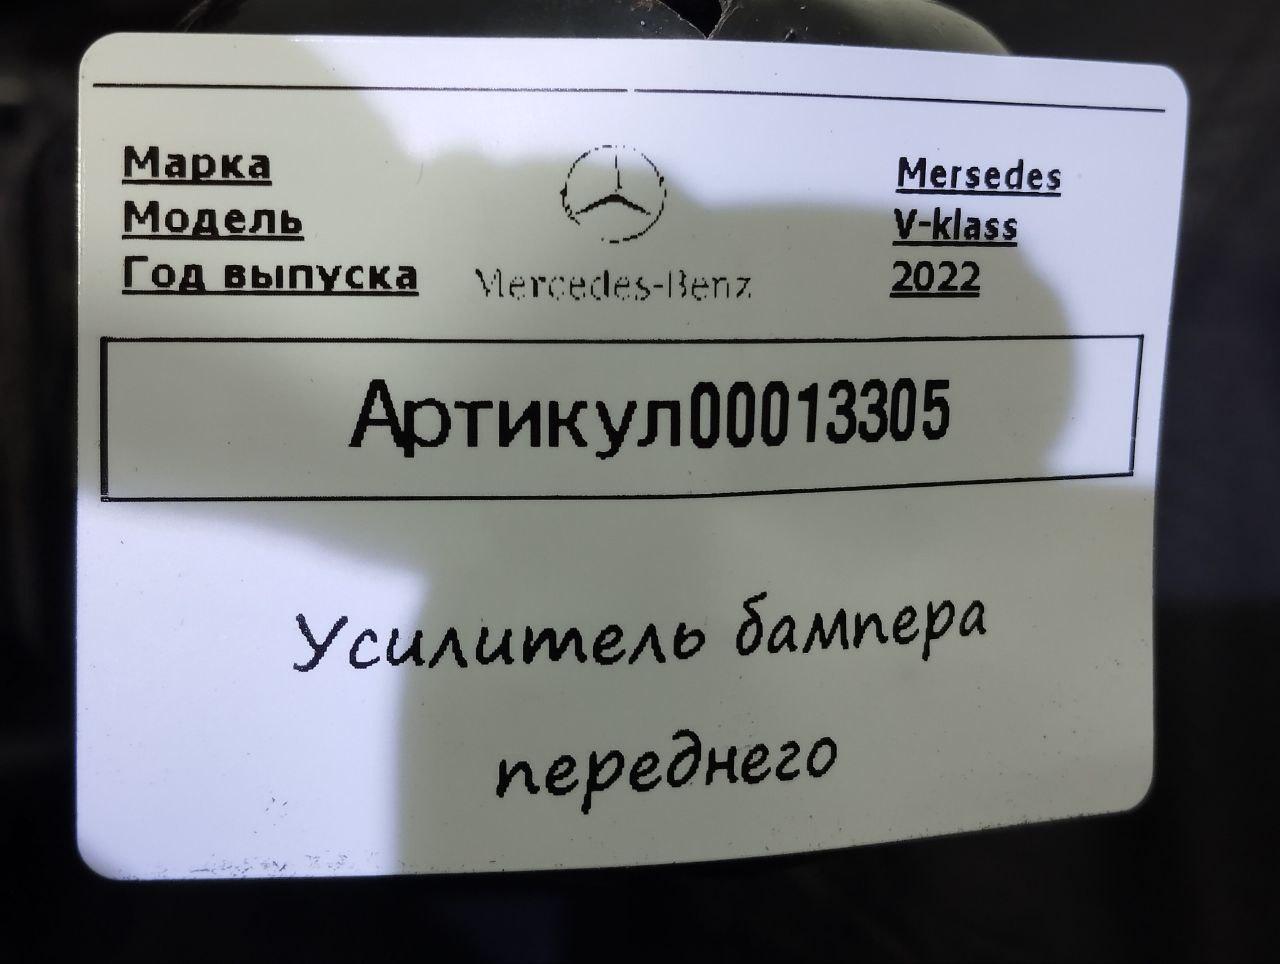 Марка Mersedes
Модель V-klass
Год выпуска Mercedes-Benz 2022
Артикул00013305
Усилитель бампера
переднего